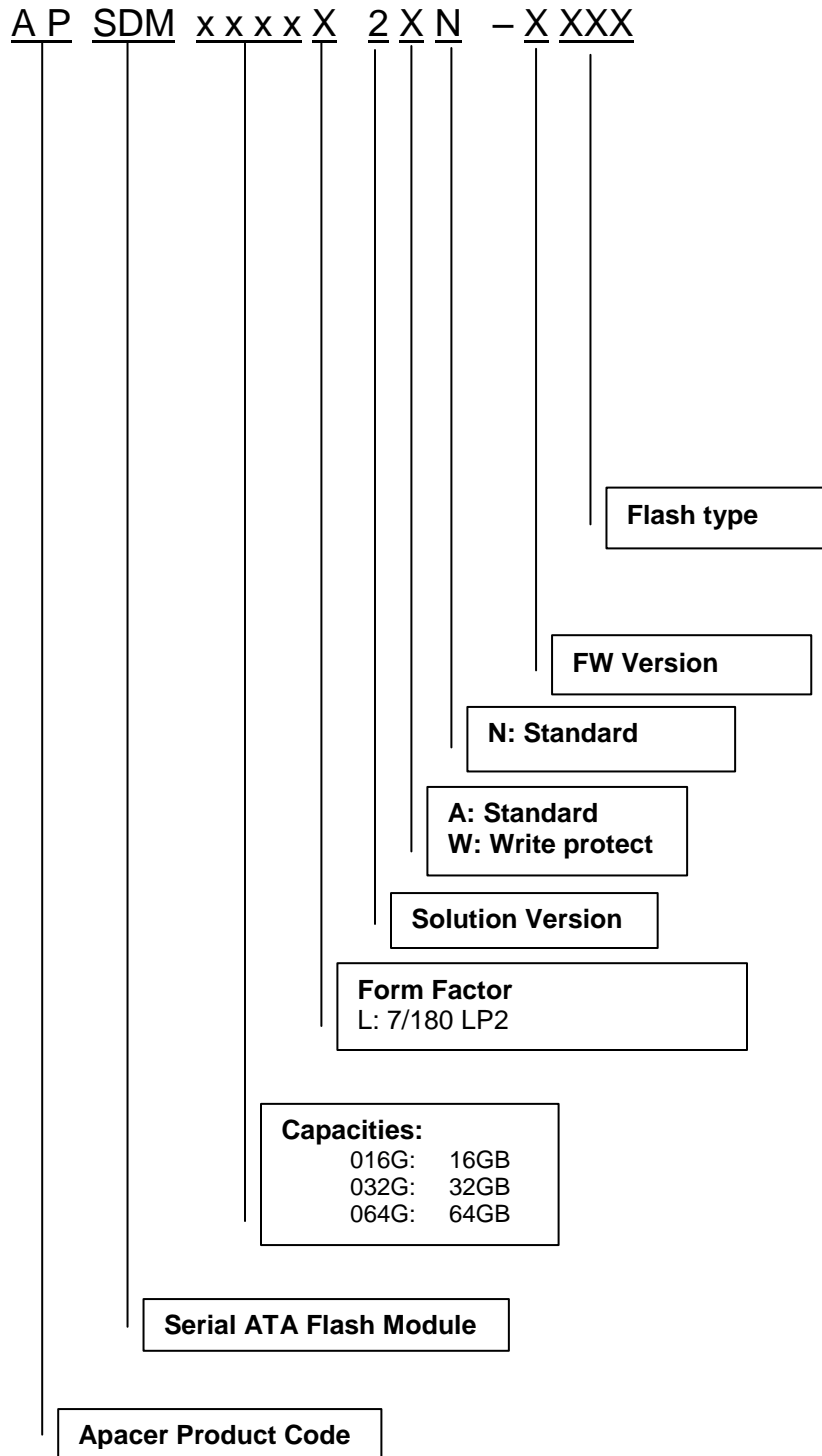 A P SDM x x x x X 2 X N – X XXX
Flash type
FW Version
N: Standard
A: Standard
W: Write protect
Solution Version
Form Factor
L: 7/180 LP2
Capacities:
016G: 16GB
032G: 32GB
064G: 64GB
Serial ATA Flash Module
Apacer Product Code